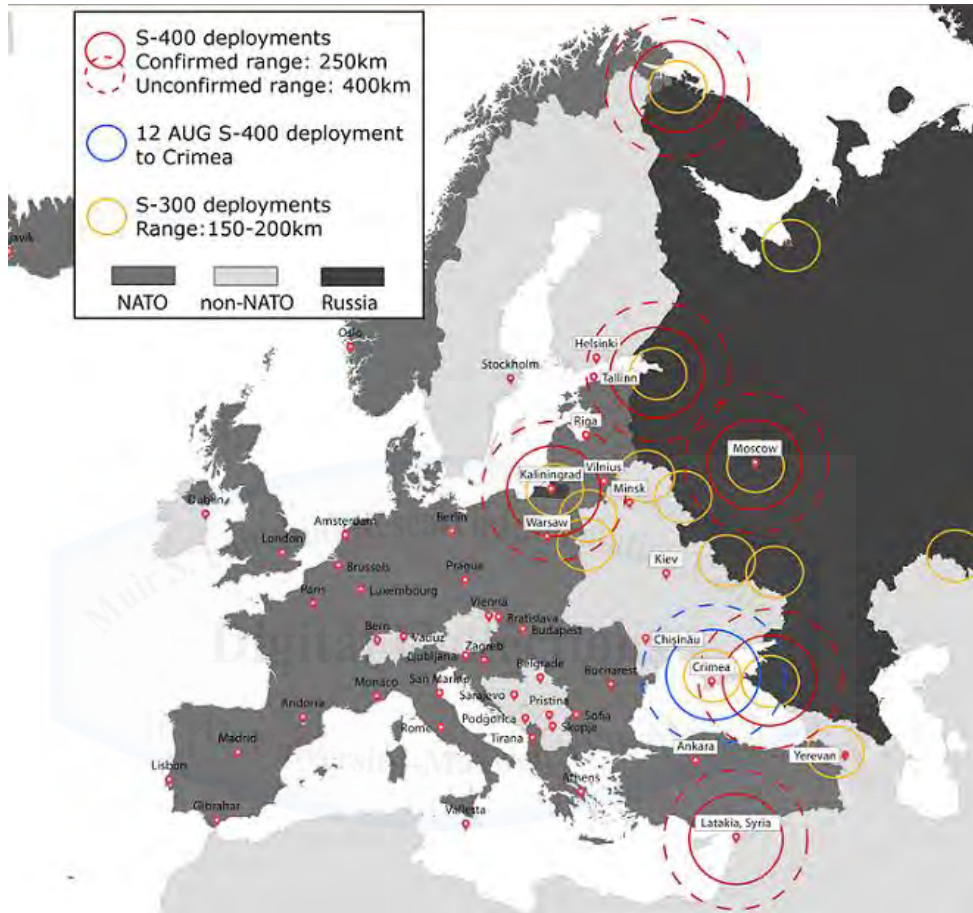 S-400 deployments
Confirmed range: 250km
Unconfirmed range: 400km
12 AUG S-400 deployment
to Crimea
S-300 deployments
Range:150-200km
NATO
non-NATO
Russia
avik
Oslo
Helsinki
Stockholm
Tallinn
Riga
Moscow
Vilnius
Kaliningrad
Minsk
Dublin
Berlin
Warsaw
Amsterdam
London
Kiev
Brussels
Prague
Paris
Luxembourg
Vienna
Bratislava
Budapest
Bern
Vaduz
Chișinău
Ljubljana
Zagreb
Belgrade
Crimea
San Marino
Bucharest
Monaco
Sarajevo
Andorra
Pristina
Podgorica
Sofia
Rome
Skopje
Madrid
Tirana
Ankara
Yerevan
Lisbon
Athens
Gibraltar
Valletta
Latakia, Syria